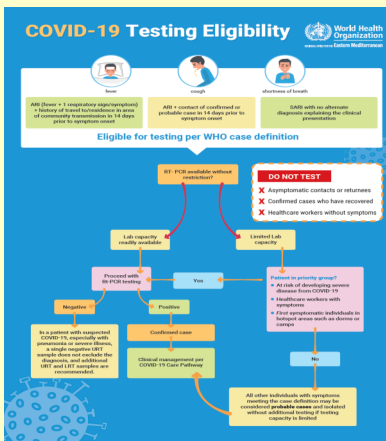 COVID-19 Testing Eligibility
World Health
Organization
Eastern Mediterranean
fever
cough
shortness of breath
ARI (fever + 1 respiratory sign/symptom)
+ history of travel to/residence in area
of community transmission in 14 days
prior to symptom onset
ARI + contact of confirmed or
probable case in 14 days prior to
symptom onset
SARI with no alternate
diagnosis explaining the clinical
presentation
Eligible for testing per WHO case definition
RT- PCR available without
restriction?
DO NOT TEST
X Asymptomatic contacts or returnees
X Confirmed cases who have recovered
X Healthcare workers without symptoms
Lab capacity
readily available
Limited Lab
capacity
Proceed with
Rt-PCR testing
Yes
Patient in priority group?
At risk of developing severe
disease from COVID-19
Healthcare workers with
symptoms
First symptomatic individuals in
hotspot areas such as dorms or
camps
Negative
Positive
In a patient with suspected
COVID-19, especially with
pneumonia or severe illness,
a single negative URT
sample does not exclude the
diagnosis, and additional
URT and LRT samples are
recommended.
Confirmed case
Clinical management per
COVID-19 Care Pathway
No
All other individuals with symptoms
meeting the case definition may be
considered probable cases and isolated
without additional testing if testing
capacity is limited